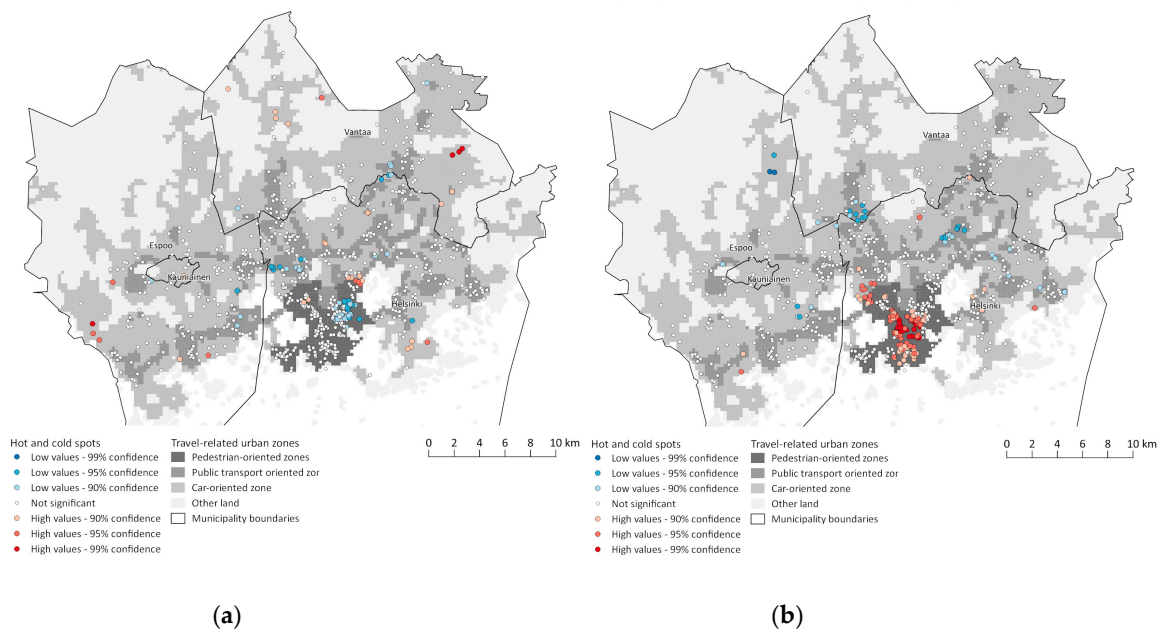 Vantaa
Espoo
Kauniainen
Helsinki
Hot and cold spots
Low values - 99% confidence
Low values - 95% confidence
Low values - 90% confidence
Not significant
High values - 90% confidence
High values - 95% confidence
High values - 99% confidence
Travel-related urban zones
Pedestrian-oriented zones
Public transport oriented zor
Car-oriented zone
Other land
Municipality boundaries
0 2 4 6 8 10 km
(a)
Vantaa
Espoo
Kauniainen
Helsinki
Hot and cold spots
Low values - 99% confidence
Low values - 95% confidence
Low values - 90% confidence
Not significant
High values - 90% confidence
High values - 95% confidence
High values - 99% confidence
Travel-related urban zones
Pedestrian-oriented zones
Public transport oriented zor
Car-oriented zone
Other land
Municipality boundaries
0 2 4 6 8 10 km
(b)